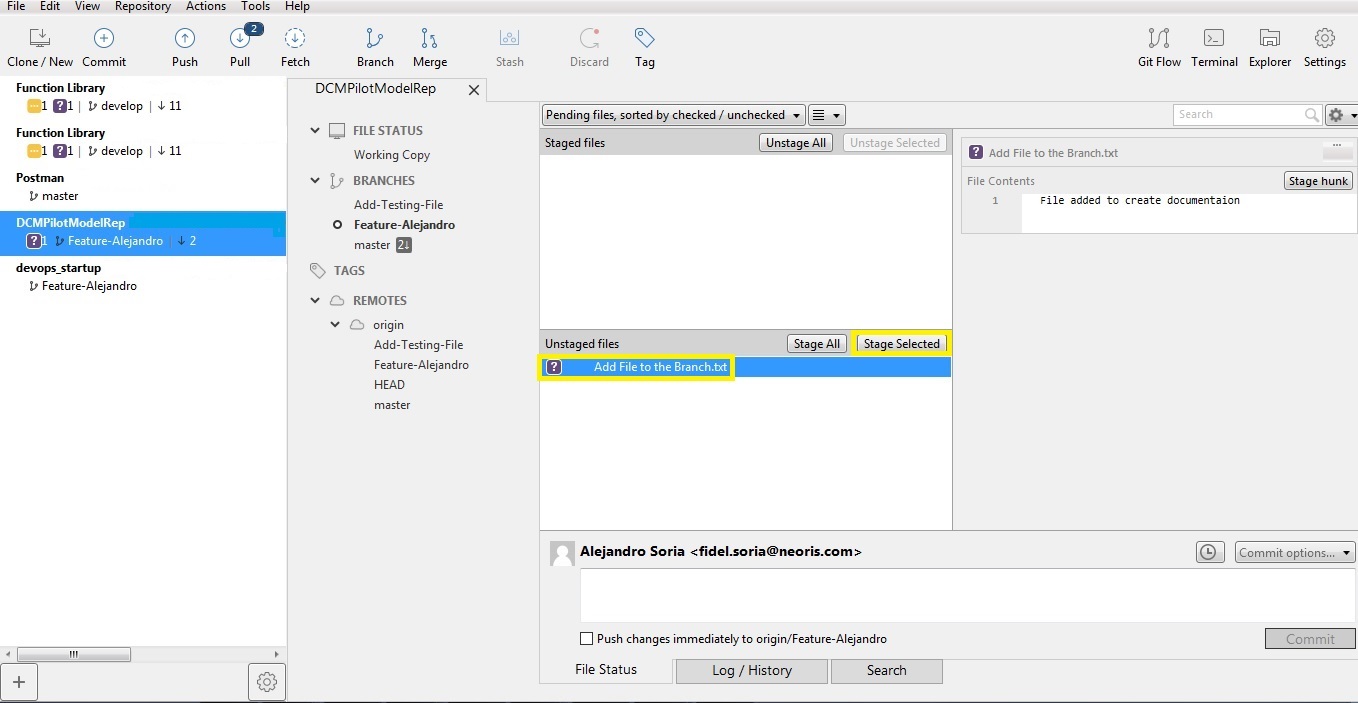 File Edit View Repository Actions Tools Help
2
Clone / New Commit Push Pull Fetch Branch Merge Stash Discard Tag Git Flow Terminal Explorer Settings
Function Library
1 ? 1 develop 11
Function Library
1 ? 1 develop 11
Postman
master
DCMPilotModelRep
? 1 Feature-Alejandro 2
devops_startup
Feature-Alejandro
DCMPilotModelRep
FILE STATUS
Working Copy
BRANCHES
Add-Testing-File
Feature-Alejandro
master 2↓
TAGS
REMOTES
origin
Add-Testing-File
Feature-Alejandro
HEAD
master
Pending files, sorted by checked / unchecked
Search
Staged files Unstage All Unstage Selected
Unstaged files Stage All Stage Selected
? Add File to the Branch.txt
? Add File to the Branch.txt ...
File Contents Stage hunk
1 File added to create documentaion
Alejandro Soria <fidel.soria@neoris.com>
Commit options...
Push changes immediately to origin/Feature-Alejandro
Commit
File Status Log / History Search